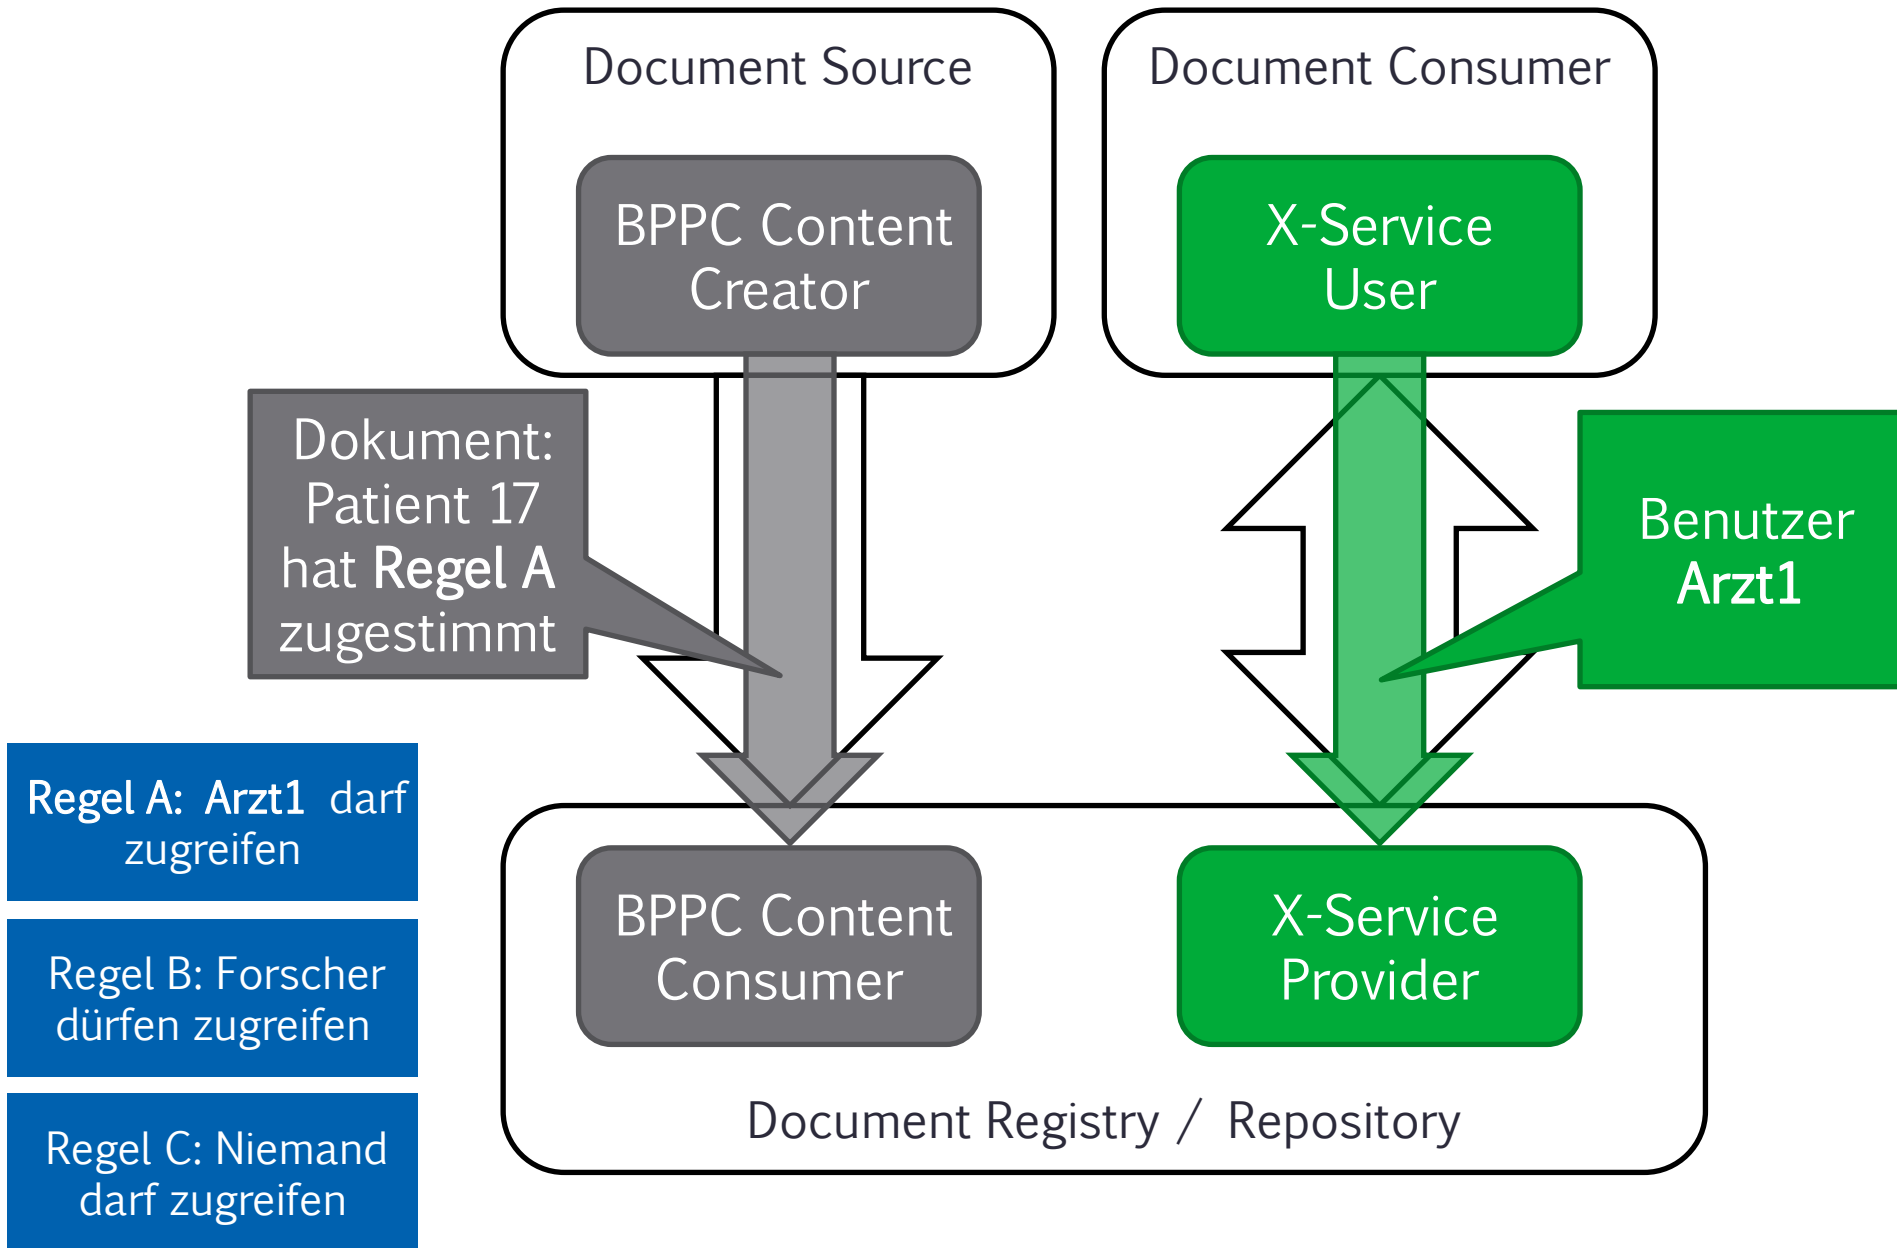 Document Source
BPPC Content
Creator
Document Consumer
X-Service
User
Dokument:
Patient 17
hat Regel A
zugestimmt
Benutzer
Arzt1
Regel A: Arzt1 darf
zugreifen
Regel B: Forscher
dürfen zugreifen
Regel C: Niemand
darf zugreifen
BPPC Content
Consumer
X-Service
Provider
Document Registry / Repository